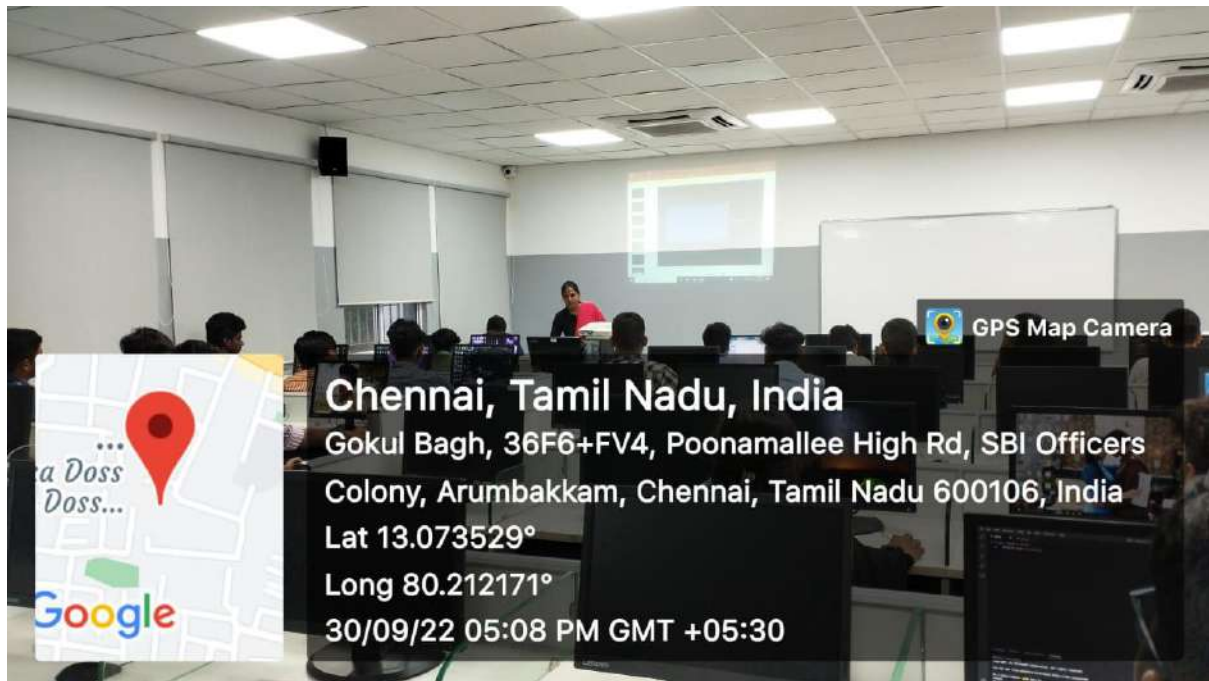 GPS Map Camera
Chennai, Tamil Nadu, India
Gokul Bagh, 36F6+FV4, Poonamallee High Rd, SBI Officers
Colony, Arumbakkam, Chennai, Tamil Nadu 600106, India
Lat 13.073529°
Long 80.212171°
30/09/22 05:08 PM GMT +05:30
...
a Doss
Doss...
Google